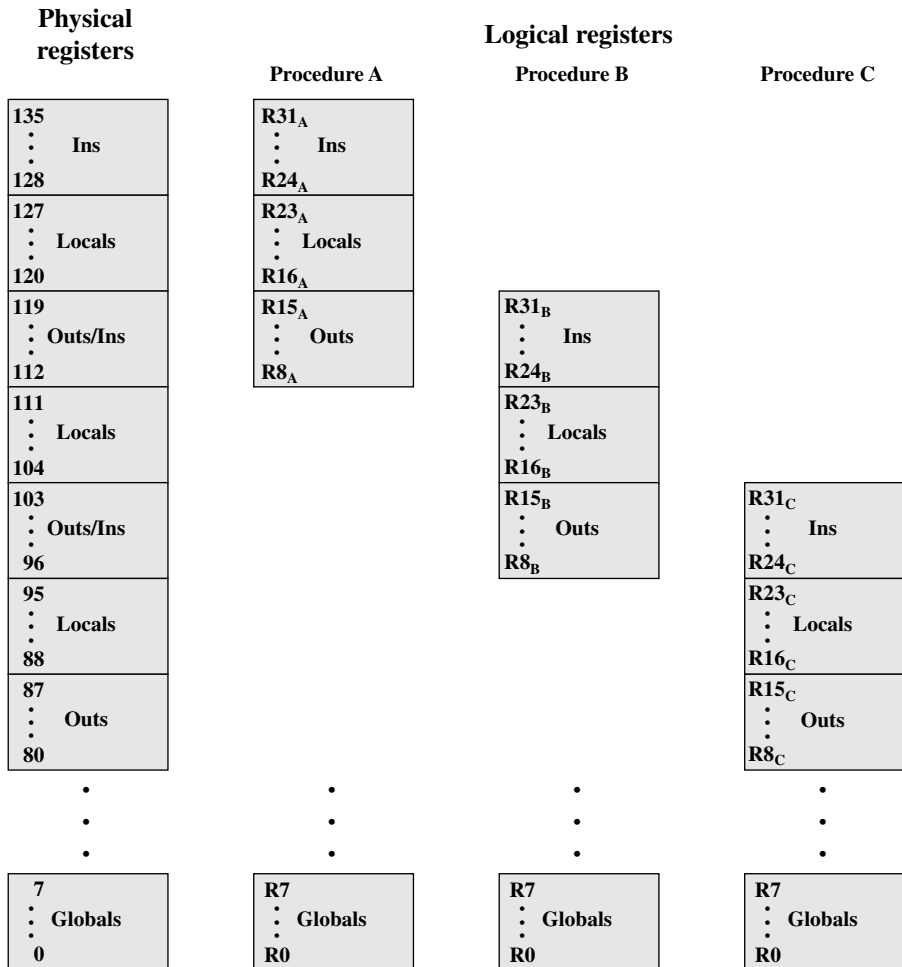 Physical
registers
Logical registers
Procedure A
Procedure B
Procedure C
135
Ins
128
127
Locals
120
119
Outs/Ins
112
111
Locals
104
103
Outs/Ins
96
95
Locals
88
87
Outs
80
7
Globals
0
R31A
Ins
R24A
R23A
Locals
R16A
R15A
Outs
R8A
R7
Globals
R0
R31B
Ins
R24B
R23B
Locals
R16B
R15B
Outs
R8B
R7
Globals
R0
R31C
Ins
R24C
R23C
Locals
R16C
R15C
Outs
R8C
R7
Globals
R0